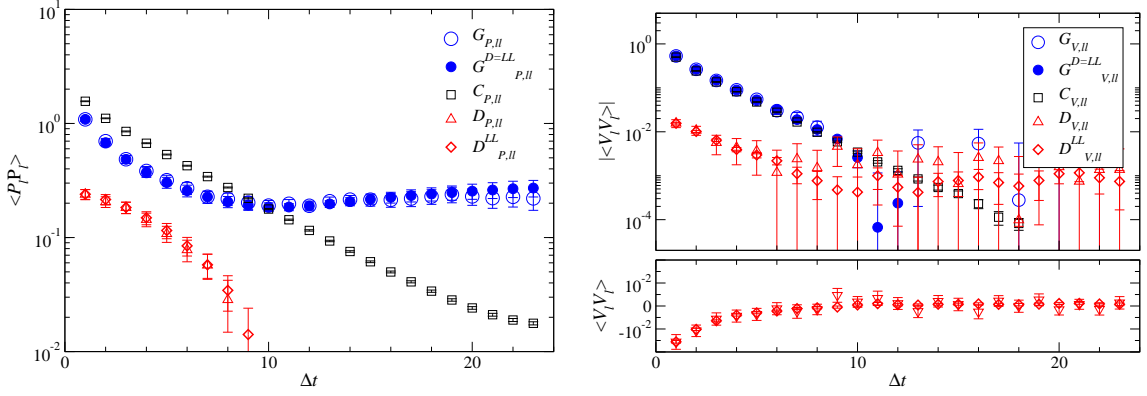 10^1
10^0
10^-1
10^-2
<P_l P_l>
0
10
20
Δt
G_P,ll
G^D=LL_P,ll
C_P,ll
D_P,ll
D^LL_P,ll
10^0
10^-2
10^-4
|<V_l V_l>|
G_V,ll
G^D=LL_V,ll
C_V,ll
D_V,ll
D^LL_V,ll
10^-2
0
-10^-2
<V_l V_l>
0
10
20
Δt